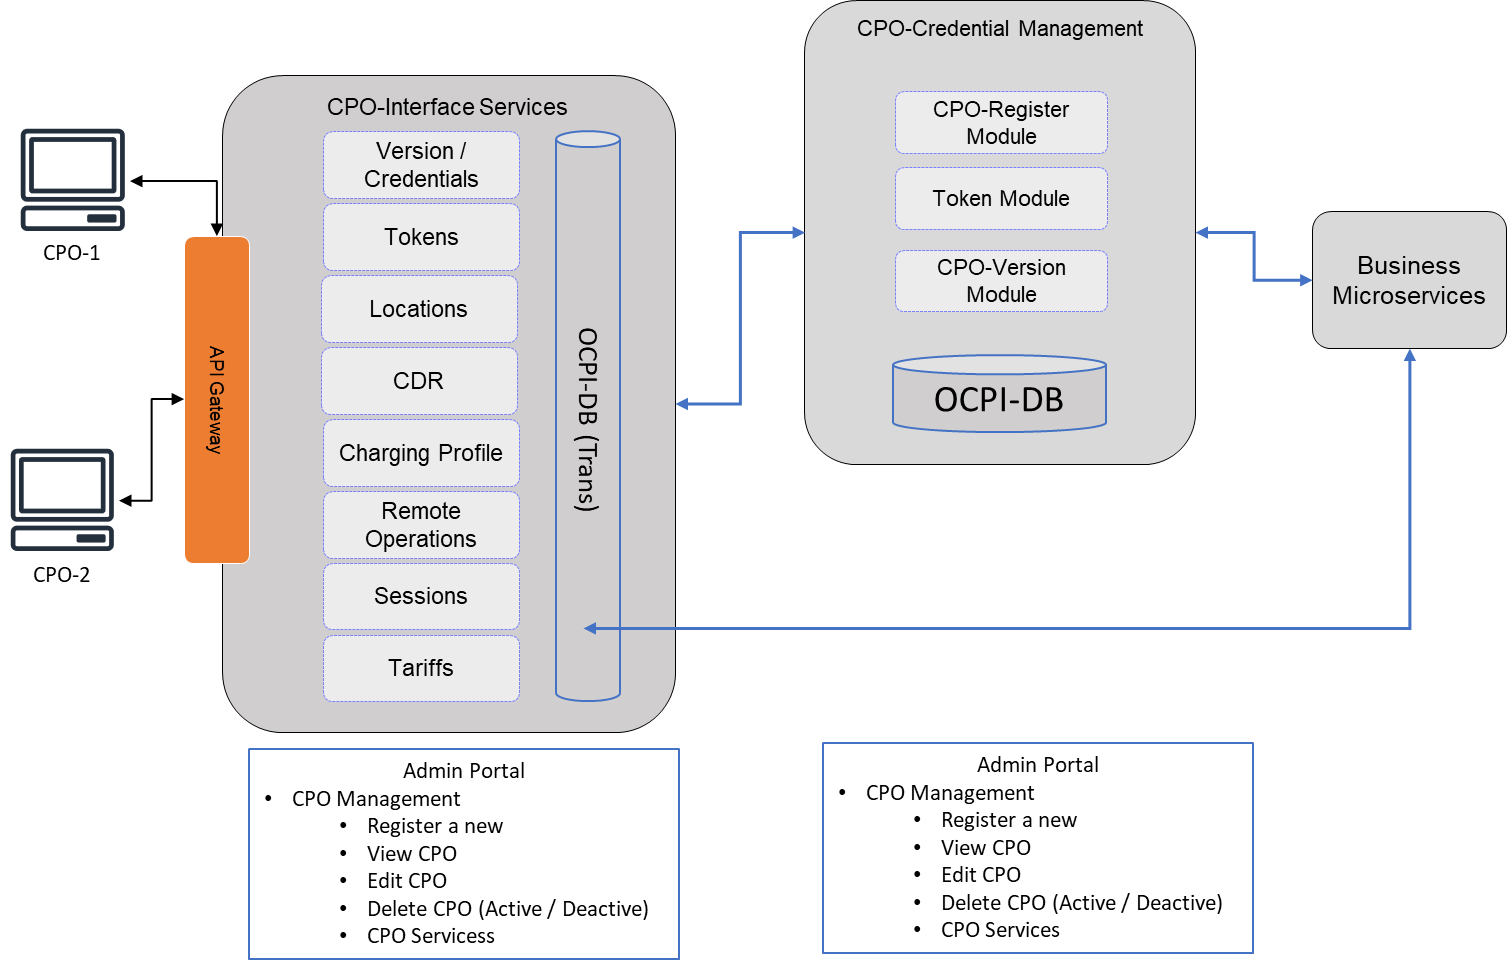 CPO-Credential Management
CPO-Register
Module
Token Module
CPO-Version
Module
OCPI-DB
CPO-Interface Services
Version /
Credentials
Tokens
Locations
CDR
Charging Profile
Remote
Operations
Sessions
Tariffs
OCPI-DB (Trans)
CPO-1
CPO-2
API Gateway
Business
Microservices
Admin Portal
• CPO Management
• Register a new
• View CPO
• Edit CPO
• Delete CPO (Active / Deactive)
• CPO Servicess
Admin Portal
• CPO Management
• Register a new
• View CPO
• Edit CPO
• Delete CPO (Active / Deactive)
• CPO Services